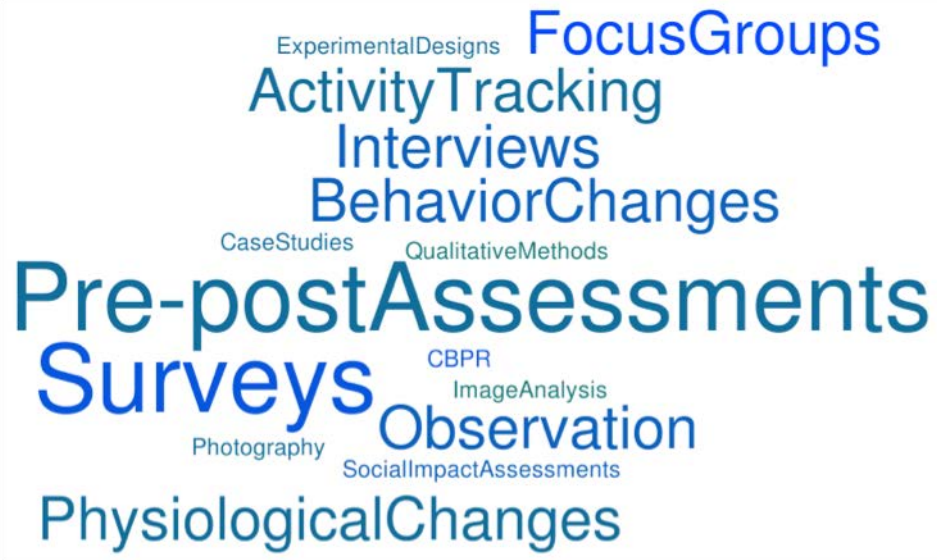 ExperimentalDesigns FocusGroups
ActivityTracking
Interviews
BehaviorChanges
CaseStudies QualitativeMethods
Pre-postAssessments
Surveys CBPR
ImageAnalysis
Observation
Photography
SocialImpactAssessments
PhysiologicalChanges